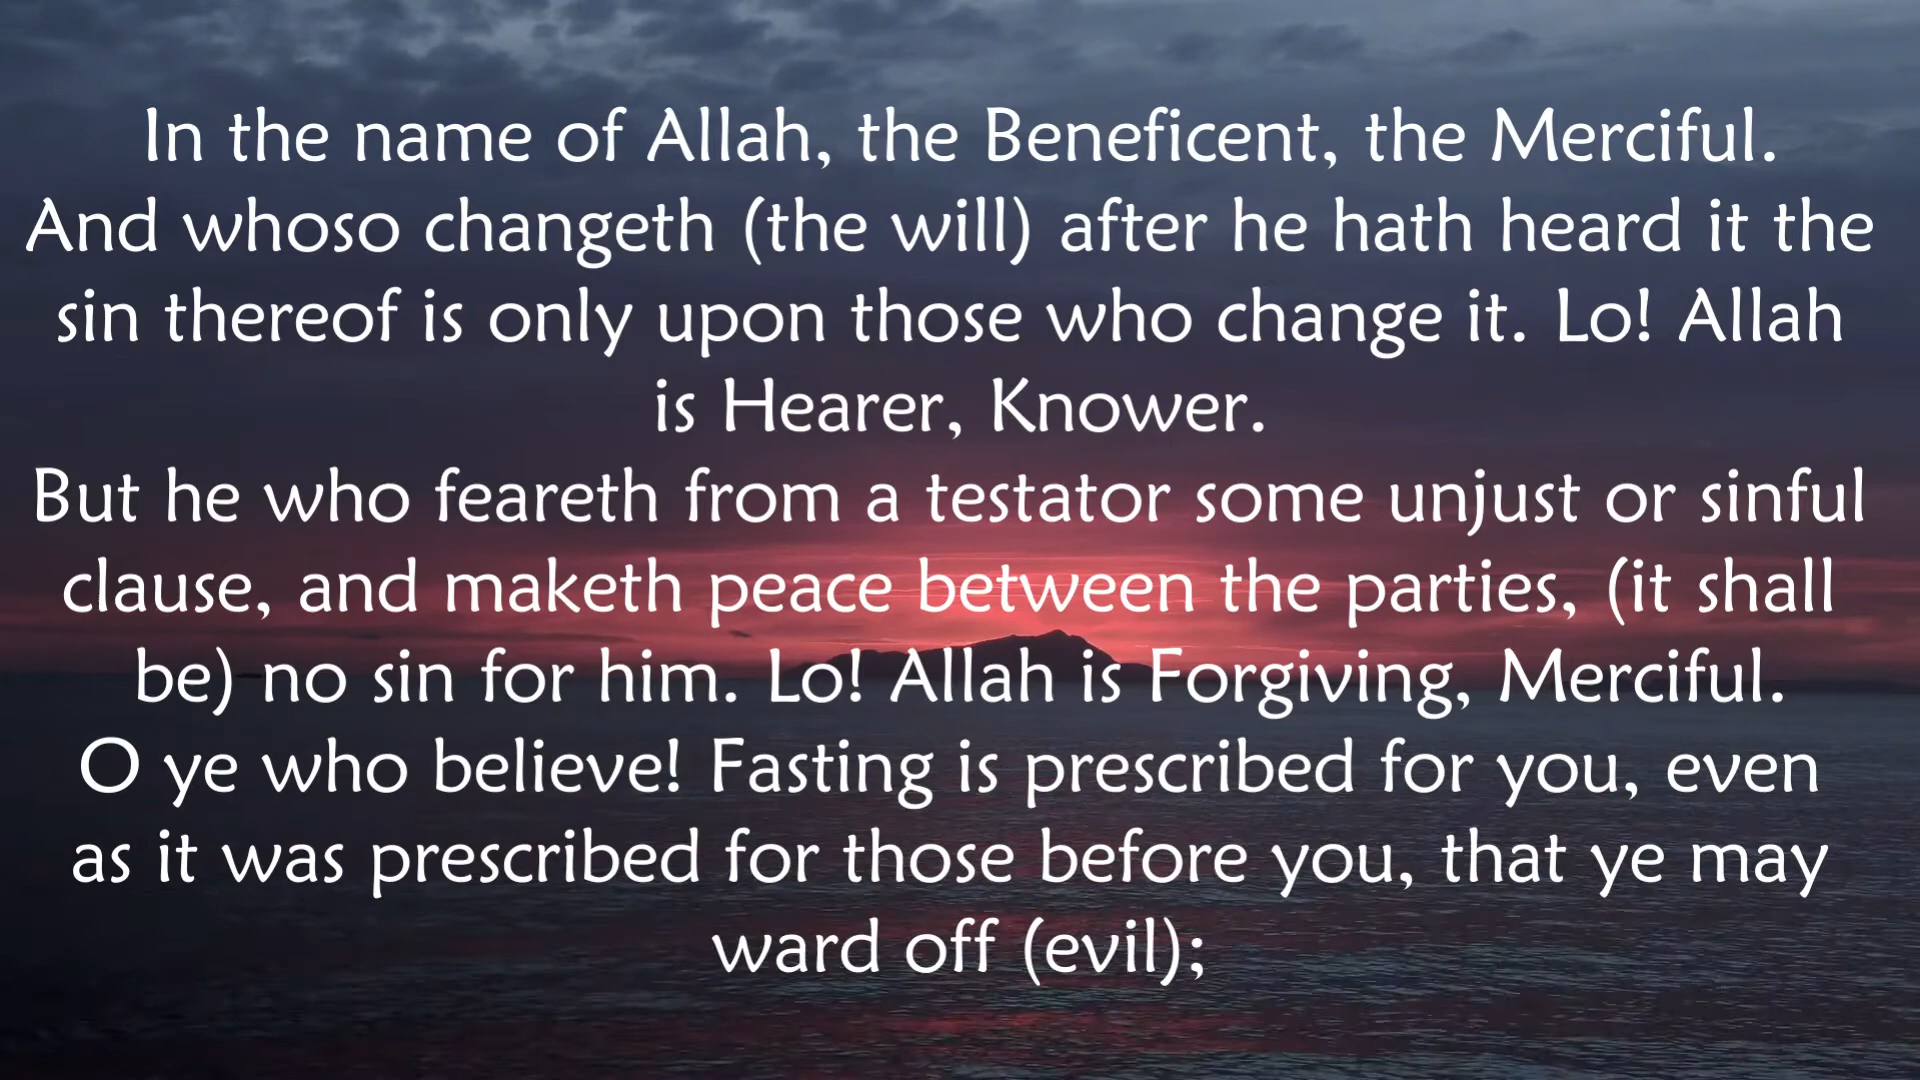 In the name of Allah, the Beneficent, the Merciful.
And whoso changeth (the will) after he hath heard it the
sin thereof is only upon those who change it. Lo! Allah
is Hearer, Knower.
But he who feareth from a testator some unjust or sinful
clause, and maketh peace between the parties, (it shall
be) no sin for him. Lo! Allah is Forgiving, Merciful.
O ye who believe! Fasting is prescribed for you, even
as it was prescribed for those before you, that ye may
ward off (evil);